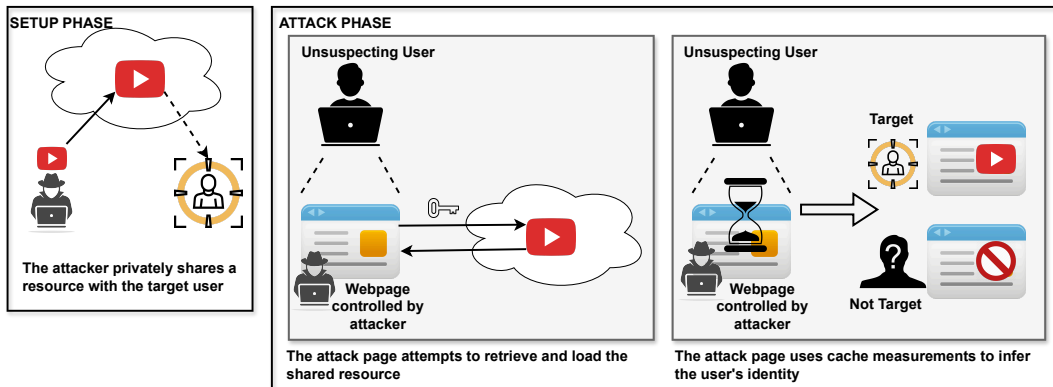 SETUP PHASE
The attacker privately shares a
resource with the target user
ATTACK PHASE
Unsuspecting User
Webpage
controlled by
attacker
The attack page attempts to retrieve and load the
shared resource
Unsuspecting User
Webpage
controlled by
attacker
Target
?
Not Target
The attack page uses cache measurements to infer
the user's identity